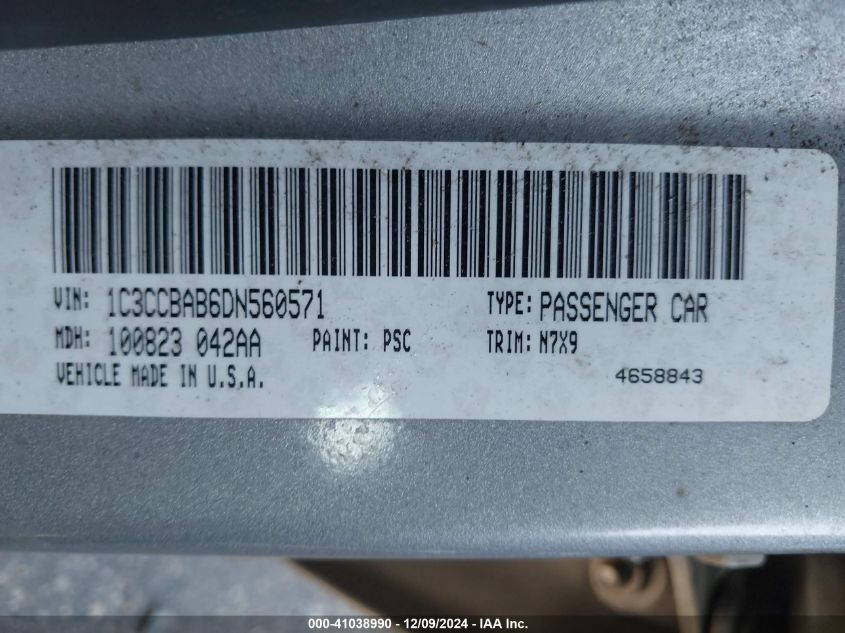 VIN: 1C3CCBAB6DN560571 TYPE: PASSENGER CAR
MDH: 100823 042AA PAINT: PSC TRIM: N7X9
VEHICLE MADE IN U.S.A. 4658843
000-41038990 - 12/09/2024 - IAA Inc.